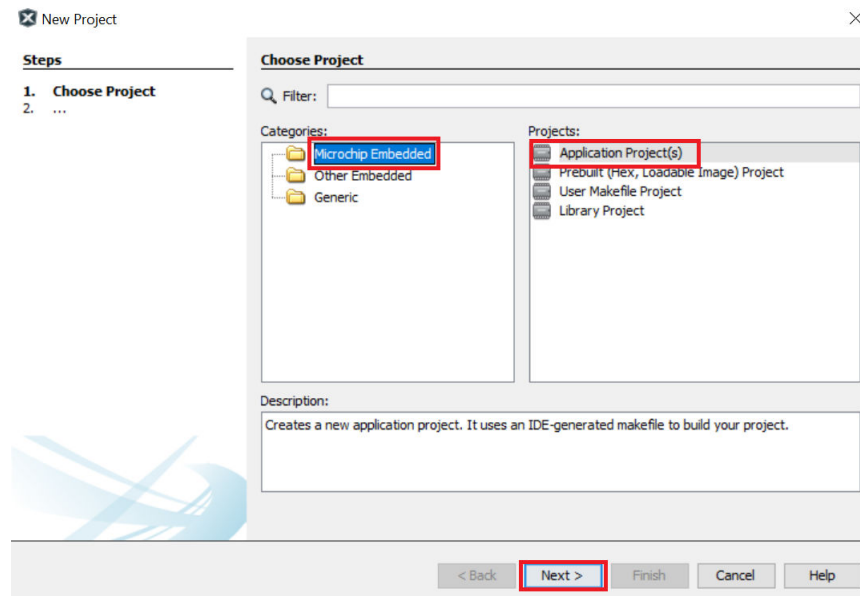 New Project
Steps
1. Choose Project
2. ...
Choose Project
Filter:
Categories:
Microchip Embedded
Other Embedded
Generic
Projects:
Application Project(s)
Prebuilt (Hex, Loadable Image) Project
User Makefile Project
Library Project
Description:
Creates a new application project. It uses an IDE-generated makefile to build your project.
< Back Next > Finish Cancel Help